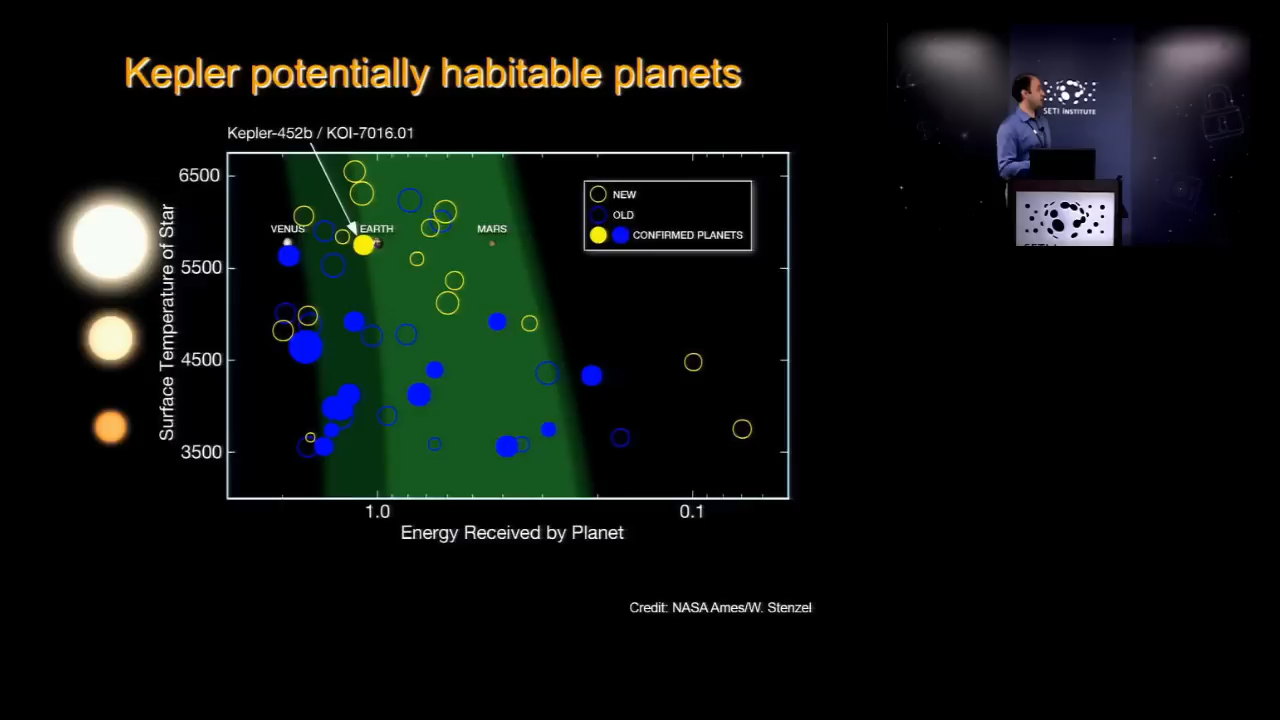 Kepler potentially habitable planets
Kepler-452b / KOI-7016.01
6500
5500
4500
3500
Surface Temperature of Star
VENUS
EARTH
MARS
NEW
OLD
CONFIRMED PLANETS
1.0
0.1
Energy Received by Planet
Credit: NASA Ames/W. Stenzel
SETI INSTITUTE
SETI INSTITUTE